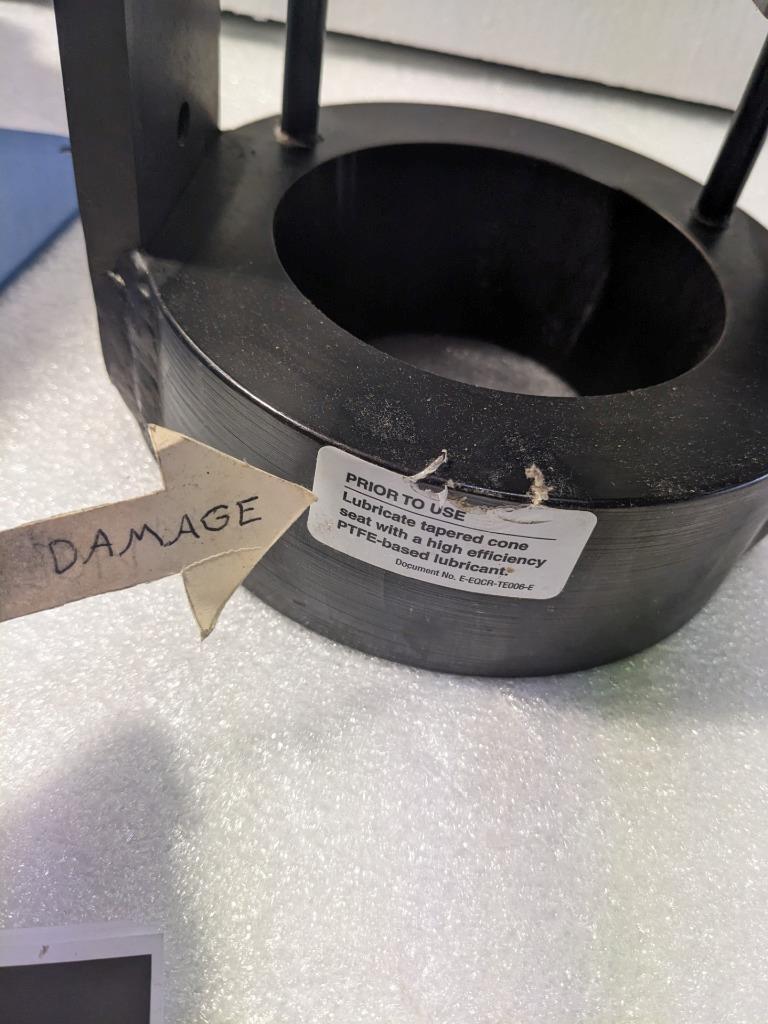 DAMAGE
PRIOR TO USE
Lubricate tapered cone
seat with a high efficiency
PTFE-based lubricant.
Document No. E-EQCR-TE006-E